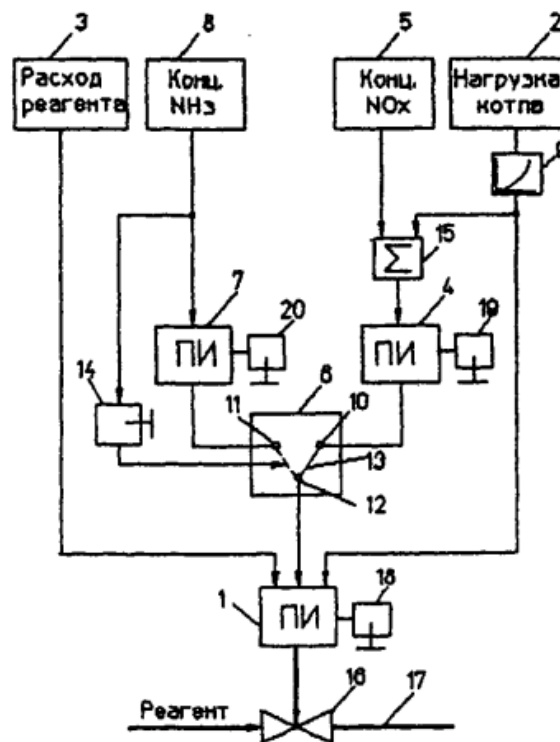 3
8
5
2
Расход
реагента
Конц.
NH3
Конц.
NOx
Нагрузка
котла
Σ
15
7
20
4
19
ПИ
ПИ
14
11
6
10
13
12
1
ПИ
18
16
17
Реагент